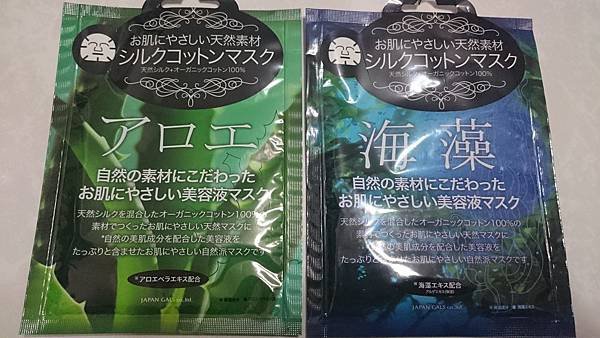 お肌にやさしい天然素材
シルクコットンマスク
天然シルク+オーガニックコットン100%
アロエ
自然の素材にこだわった
お肌にやさしい美容液マスク
天然シルクを混合したオーガニックコットン100%の
素材でつくったお肌にやさしい天然マスクに
*自然の美肌成分を配合した美容液を
たっぷりと含ませたお肌にやさしい自然派マスクです
*アロエベラエキス配合
JAPAN GALS co.,ltd.
お肌にやさしい天然素材
シルクコットンマスク
天然シルク+オーガニックコットン100%
海藻
自然の素材にこだわった
お肌にやさしい美容液マスク
天然シルクを混合したオーガニックコットン100%の
素材でつくったお肌にやさしい天然マスクに
*自然の美肌成分を配合した美容液を
たっぷりと含ませたお肌にやさしい自然派マスクです
*海藻エキス配合
JAPAN GALS co.,ltd.